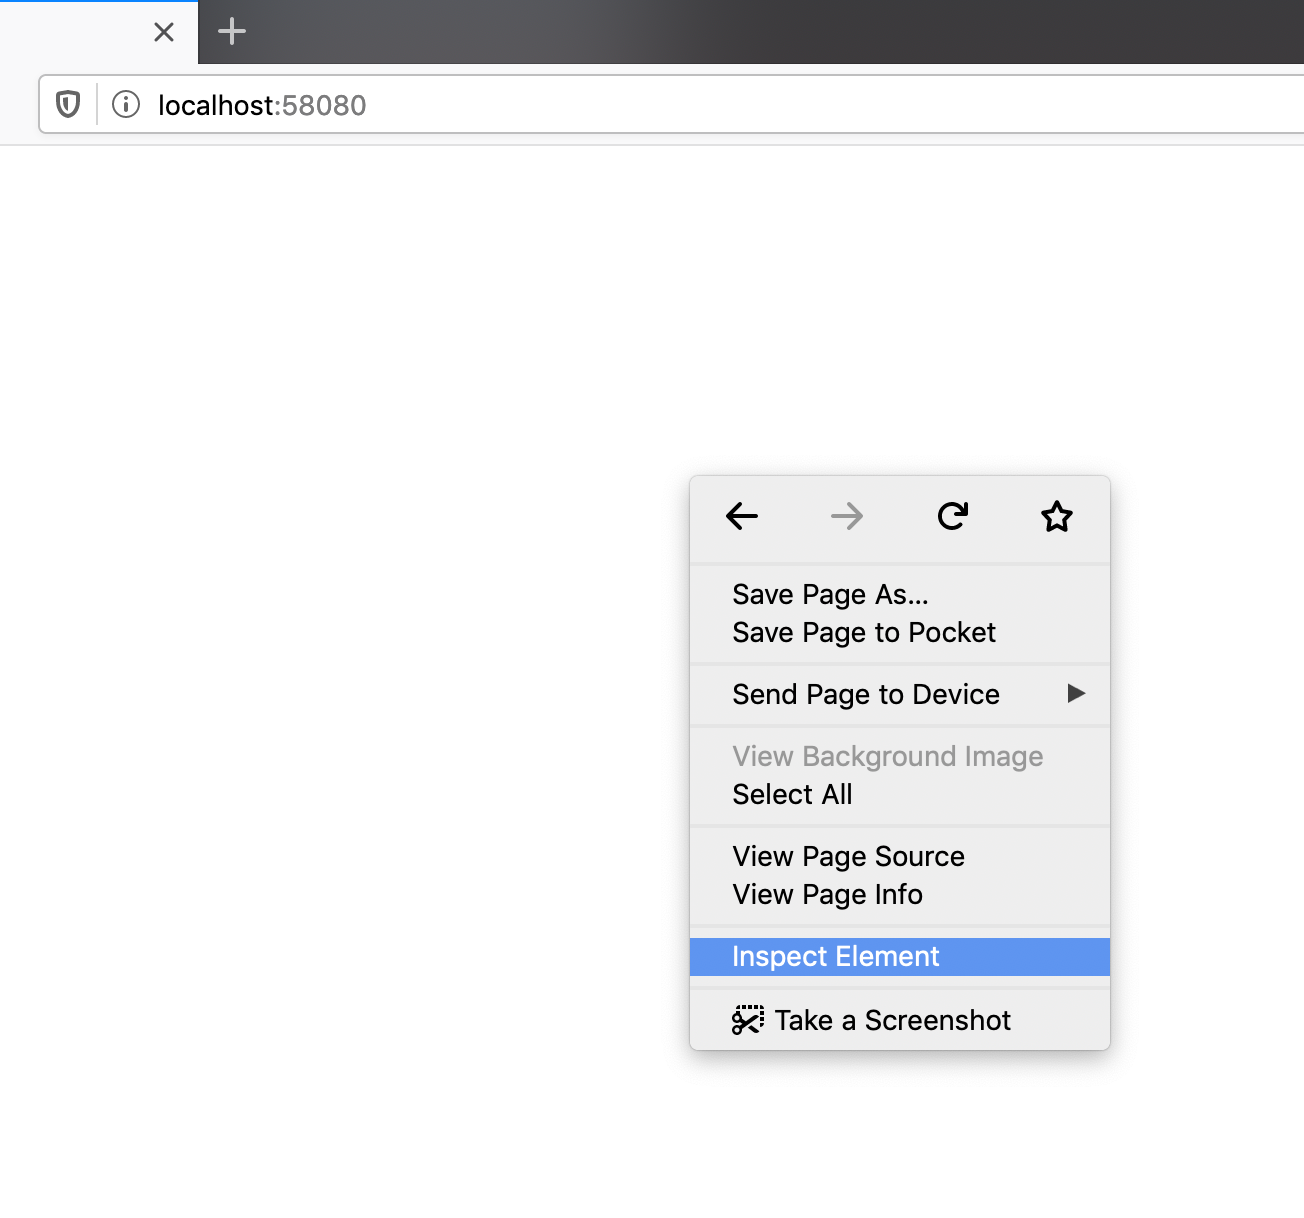 localhost:58080
Save Page As...
Save Page to Pocket
Send Page to Device
View Background Image
Select All
View Page Source
View Page Info
Inspect Element
Take a Screenshot